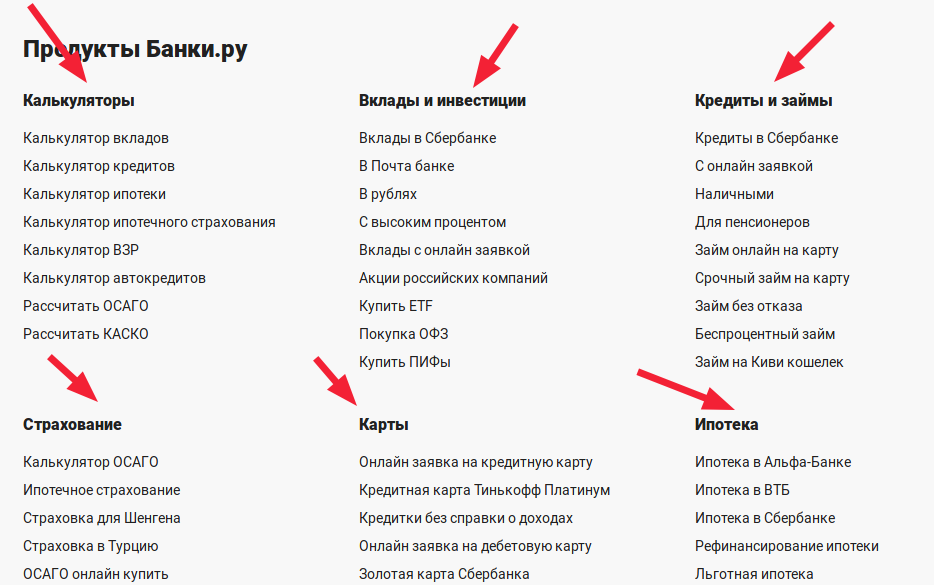 Продукты Банки.ру
Калькуляторы
Калькулятор вкладов
Калькулятор кредитов
Калькулятор ипотеки
Калькулятор ипотечного страхования
Калькулятор ВЗР
Калькулятор автокредитов
Рассчитать ОСАГО
Рассчитать КАСКО
Вклады и инвестиции
Вклады в Сбербанке
В Почта банке
В рублях
С высоким процентом
Вклады с онлайн заявкой
Акции российских компаний
Купить ETF
Покупка ОФЗ
Купить ПИФы
Кредиты и займы
Кредиты в Сбербанке
С онлайн заявкой
Наличными
Для пенсионеров
Займ онлайн на карту
Срочный займ на карту
Займ без отказа
Беспроцентный займ
Займ на Киви кошелек
Страхование
Калькулятор ОСАГО
Ипотечное страхование
Страховка для Шенгена
Страховка в Турцию
ОСАГО онлайн купить
Карты
Онлайн заявка на кредитную карту
Кредитная карта Тинькофф Платинум
Кредитки без справки о доходах
Онлайн заявка на дебетовую карту
Золотая карта Сбербанка
Ипотека
Ипотека в Альфа-Банке
Ипотека в ВТБ
Ипотека в Сбербанке
Рефинансирование ипотеки
Льготная ипотека